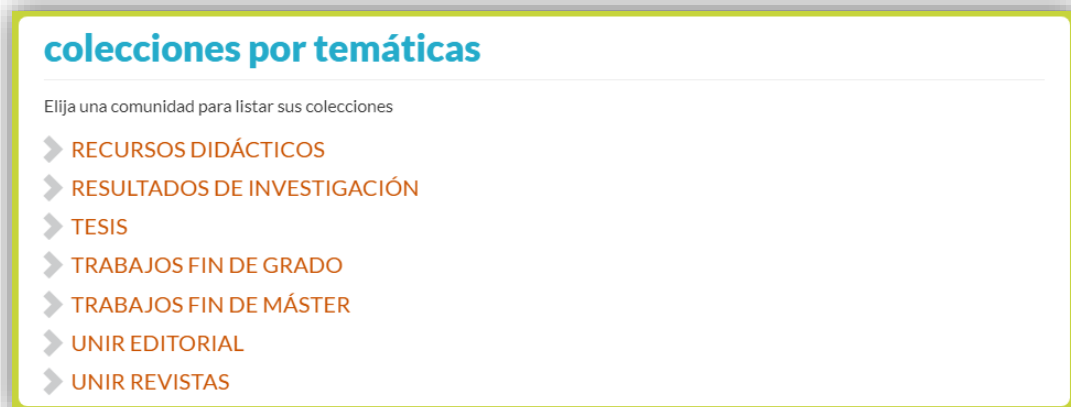 colecciones por temáticas
Elija una comunidad para listar sus colecciones
RECURSOS DIDÁCTICOS
RESULTADOS DE INVESTIGACIÓN
TESIS
TRABAJOS FIN DE GRADO
TRABAJOS FIN DE MÁSTER
UNIR EDITORIAL
UNIR REVISTAS